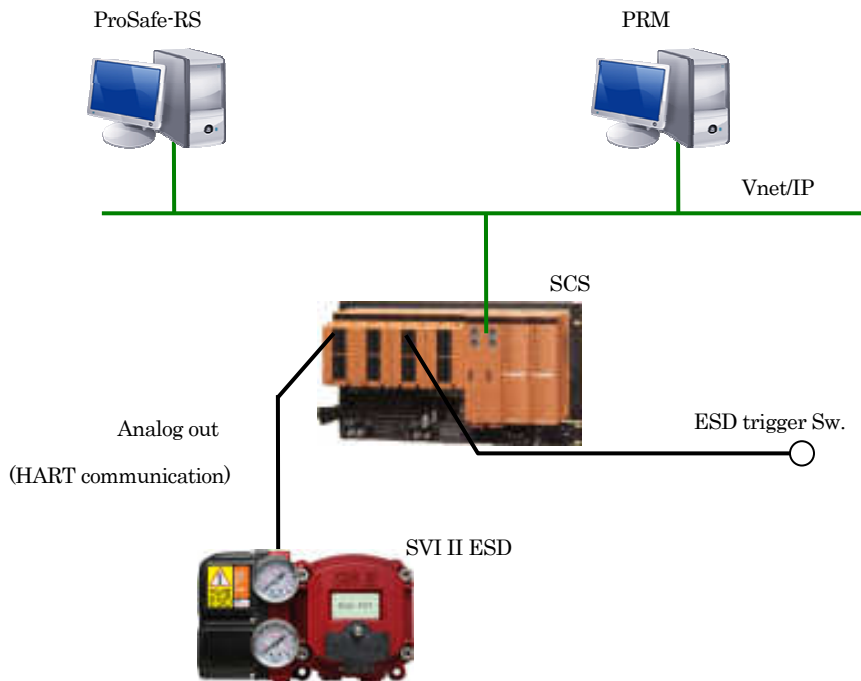 ProSafe-RS
PRM
Vnet/IP
SCS
Analog out
(HART communication)
ESD trigger Sw.
SVI II ESD